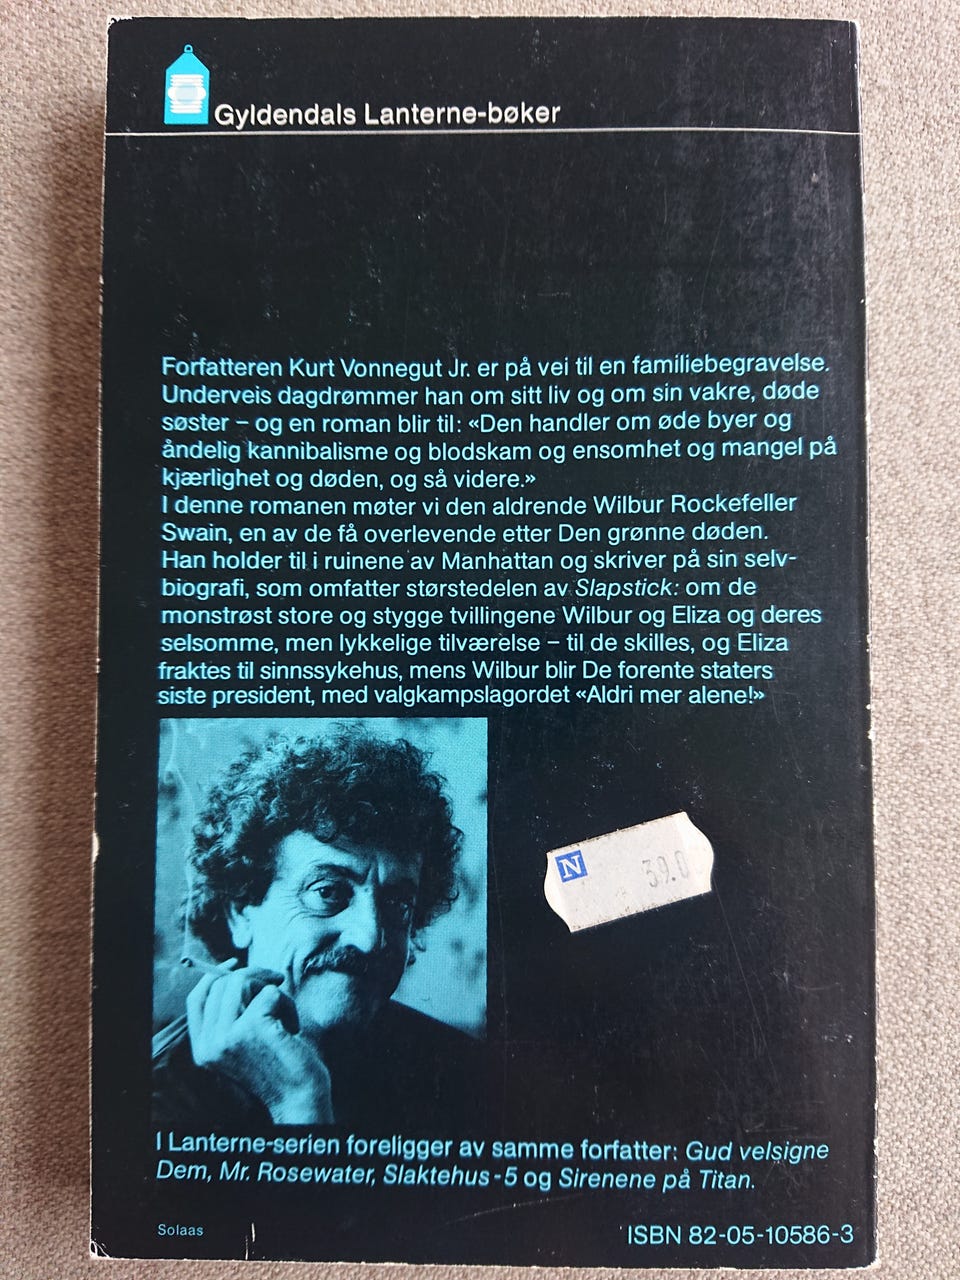 Gyldendals Lanterne-bøker
Forfatteren Kurt Vonnegut Jr. er på vei til en familiebegravelse.
Underveis dagdrømmer han om sitt liv og om sin vakre, døde
søster – og en roman blir til: «Den handler om øde byer og
åndelig kannibalisme og blodskam og ensomhet og mangel på
kjærlighet og døden, og så videre.»
I denne romanen møter vi den aldrende Wilbur Rockefeller
Swain, en av de få overlevende etter Den grønne døden.
Han holder til i ruinene av Manhattan og skriver på sin selv-
biografi, som omfatter størstedelen av Slapstick: om de
monstrøst store og stygge tvillingene Wilbur og Eliza og deres
selsomme, men lykkelige tilværelse – til de skilles, og Eliza
fraktes til sinnssykehus, mens Wilbur blir De forente staters
siste president, med valgkampslagordet «Aldri mer alene!»
N
39.0
I Lanterne-serien foreligger av samme forfatter: Gud velsigne
Dem, Mr. Rosewater, Slaktehus-5 og Sirenene på Titan.
Solaas
ISBN 82-05-10586-3